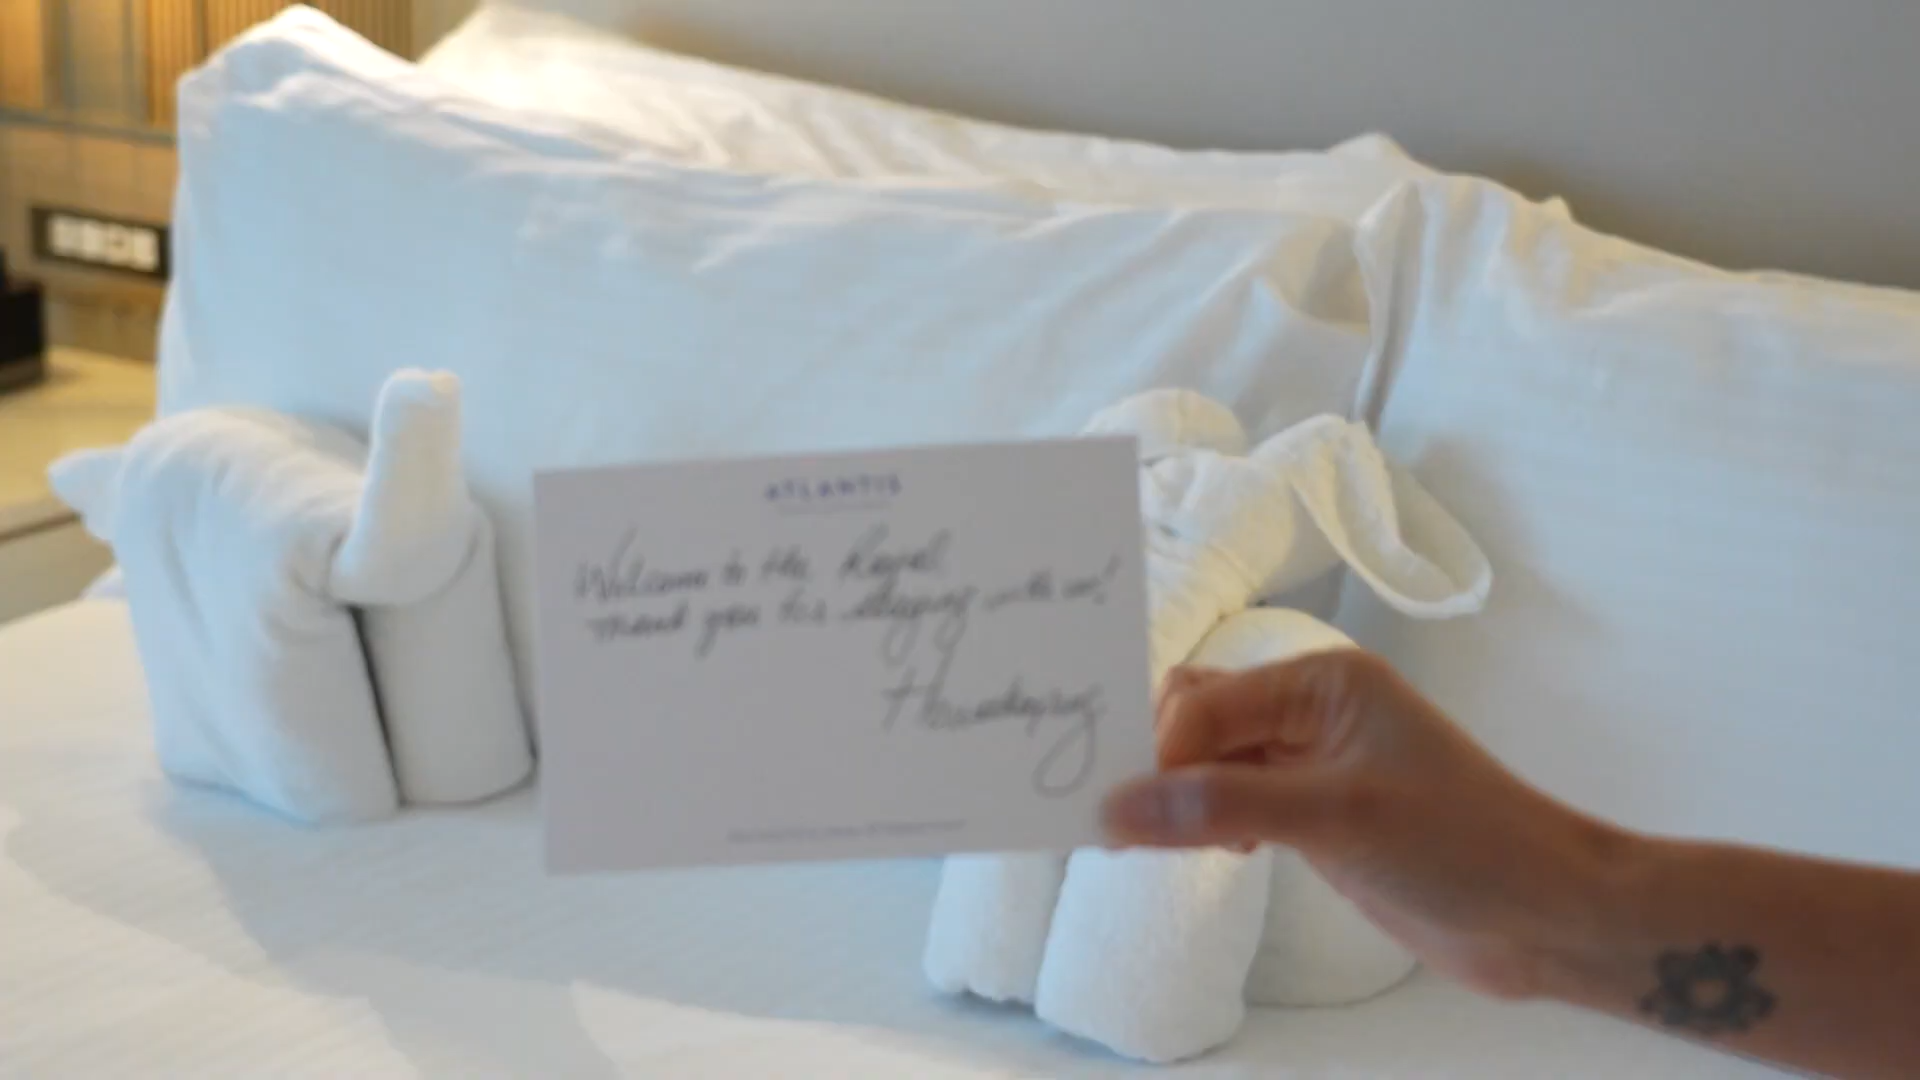 ATLANTIS
Welcome to the Royal
Thank you for staying with us!
Housekeeping